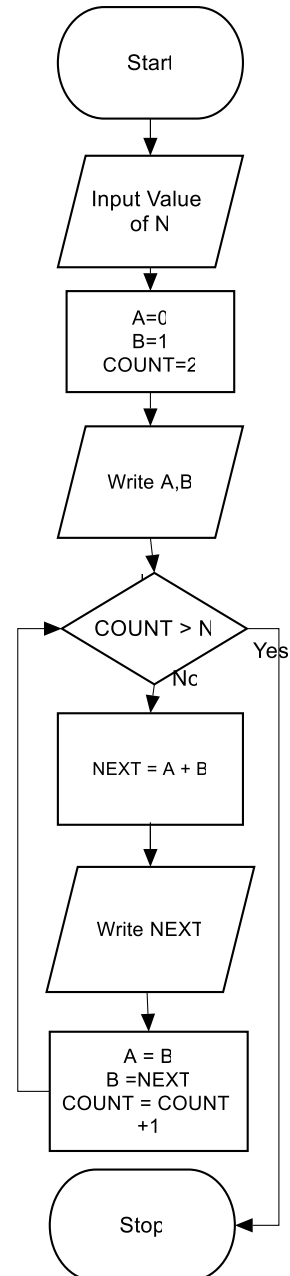 Start
Input Value
of N
A=0
B=1
COUNT=2
Write A,B
COUNT > N
Yes
No
NEXT = A + B
Write NEXT
A = B
B =NEXT
COUNT = COUNT
+1
Stop